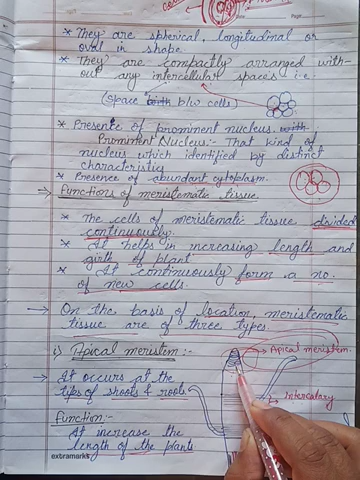 Date: Page:
* They are spherical, longitudinal or
oval in shape
* They are compactly arranged with-
out any intercellular spaces i.e.
(space b/w cells)
* Presence of prominent nucleus.
Prominent Nucleus:- That kind of
nucleus which identified by distinct
characteristics
* Presence of abundant cytoplasm.
→ Functions of meristematic tissue
* The cells of meristematic tissue divided
continuously.
* It helps in increasing length and
girth of plant
* It continuously form a no.
of new cells.
→ On the basis of location, meristematic
tissue are of three types
i) Apical meristem:-
→ Apical meristem
→ It occurs at the
tips of shoots & roots
→ Intercalary
Function:-
It increase the
length of the plants
extramarks